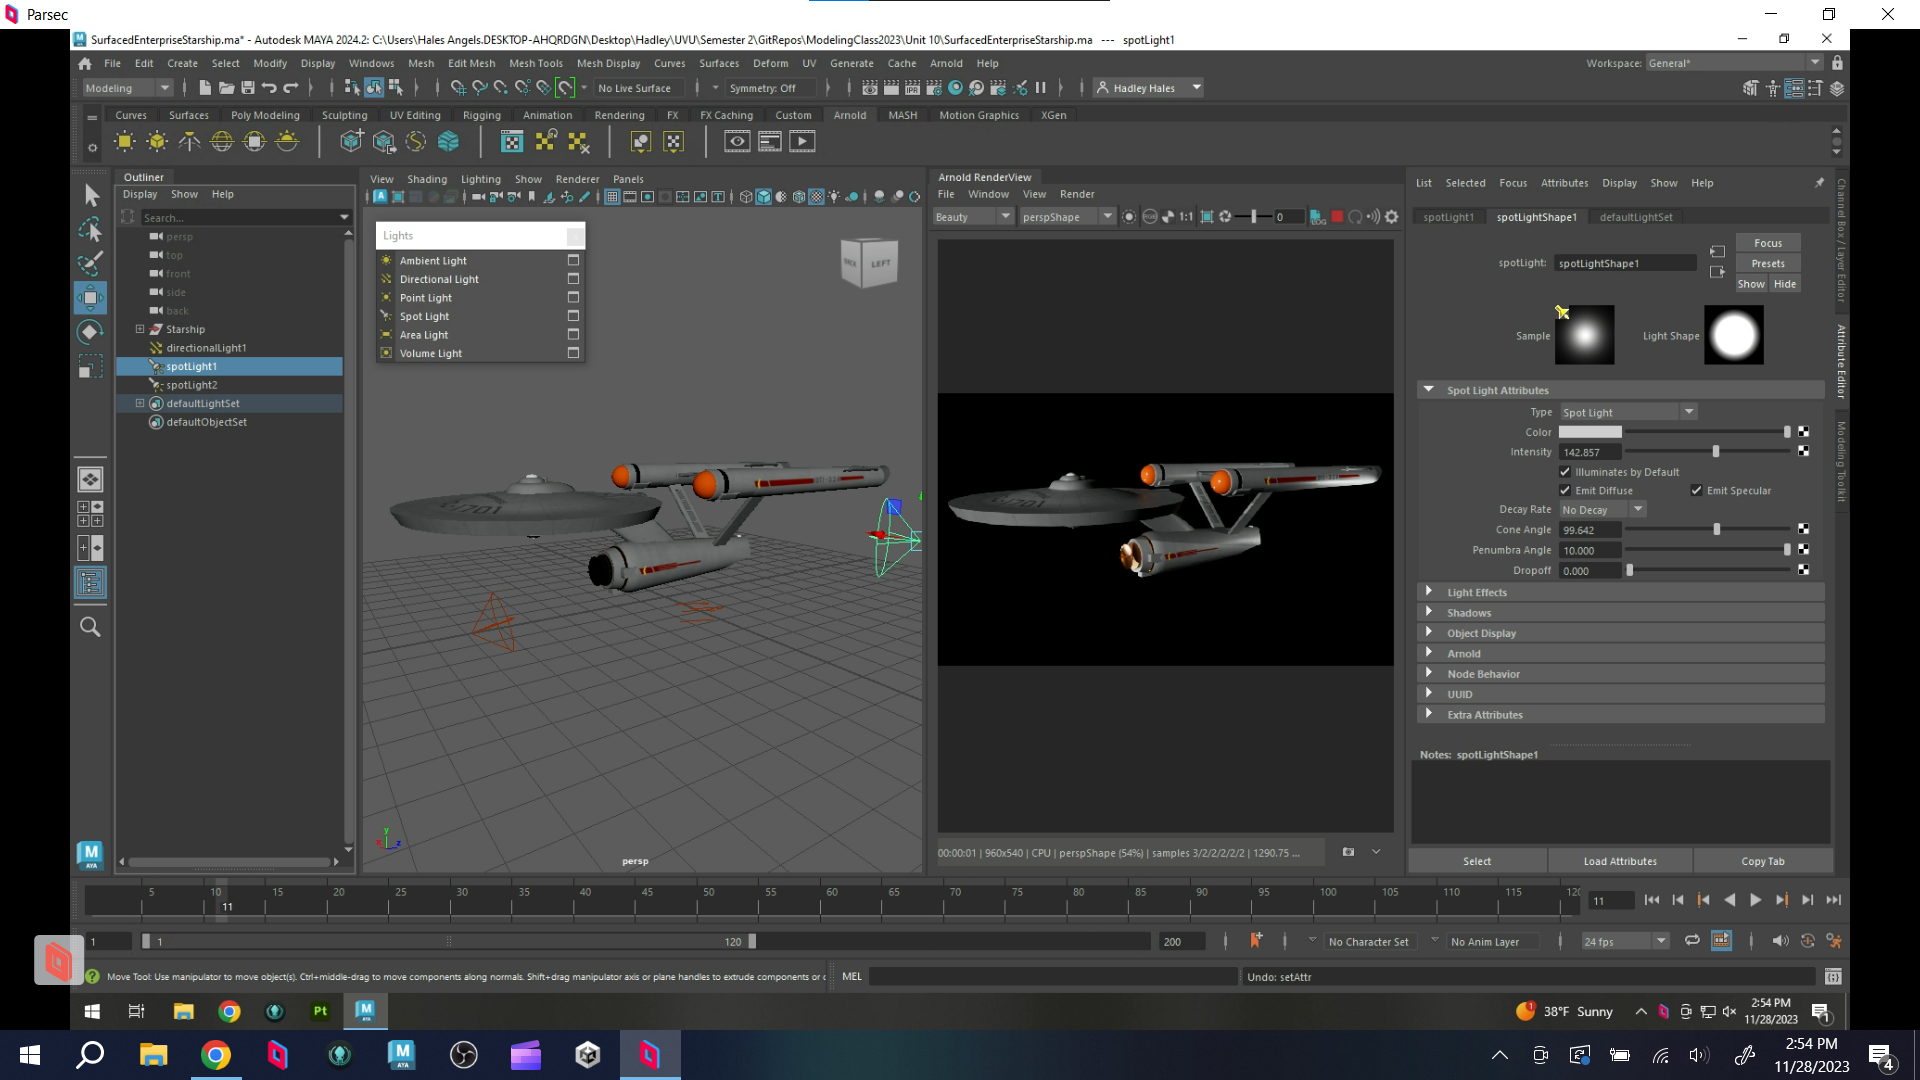 Parsec
SurfacedEnterpriseStarship.ma* - Autodesk MAYA 2024.2: C:\Users\Hales Angels.DESKTOP-AHQRDGN\Desktop\Hadley\UVU\Semester 2\GitRepos\ModelingClass2023\Unit 10\SurfacedEnterpriseStarship.ma --- spotLight1
File Edit Create Select Modify Display Windows Mesh Edit Mesh Mesh Tools Mesh Display Curves Surfaces Deform UV Generate Cache Arnold Help
Workspace: General*
Modeling
No Live Surface
Symmetry: Off
Hadley Hales
Curves Surfaces Poly Modeling Sculpting UV Editing Rigging Animation Rendering FX FX Caching Custom Arnold MASH Motion Graphics XGen
Outliner
Display Show Help
Search...
persp
top
front
side
back
Starship
directionalLight1
spotLight1
spotLight2
defaultLightSet
defaultObjectSet
View Shading Lighting Show Renderer Panels
Lights
Ambient Light
Directional Light
Point Light
Spot Light
Area Light
Volume Light
BACK LEFT
persp
Arnold RenderView
File Window View Render
Beauty
perspShape
1:1
0
LOG
00:00:01 | 960x540 | CPU | perspShape (54%) | samples 3/2/2/2/2/2 | 1290.75 ...
List Selected Focus Attributes Display Show Help
spotLight1 spotLightShape1 defaultLightSet
spotLight: spotLightShape1
Focus
Presets
Show Hide
Sample
Light Shape
Spot Light Attributes
Type Spot Light
Color
Intensity 142.857
Illuminates by Default
Emit Diffuse Emit Specular
Decay Rate No Decay
Cone Angle 99.642
Penumbra Angle 10.000
Dropoff 0.000
Light Effects
Shadows
Object Display
Arnold
Node Behavior
UUID
Extra Attributes
Notes: spotLightShape1
Select Load Attributes Copy Tab
Channel Box / Layer Editor
Attribute Editor
Modeling Toolkit
M
AYA
5 10 15 20 25 30 35 40 45 50 55 60 65 70 75 80 85 90 95 100 105 110 115 120
11
11
1
1
120
200
No Character Set
No Anim Layer
24 fps
Move Tool: Use manipulator to move object(s). Ctrl+middle-drag to move components along normals. Shift+drag manipulator axis or plane handles to extrude components or c
MEL
Undo: setAttr
Pt
38°F Sunny
2:54 PM
11/28/2023
1
2:54 PM
11/28/2023
4